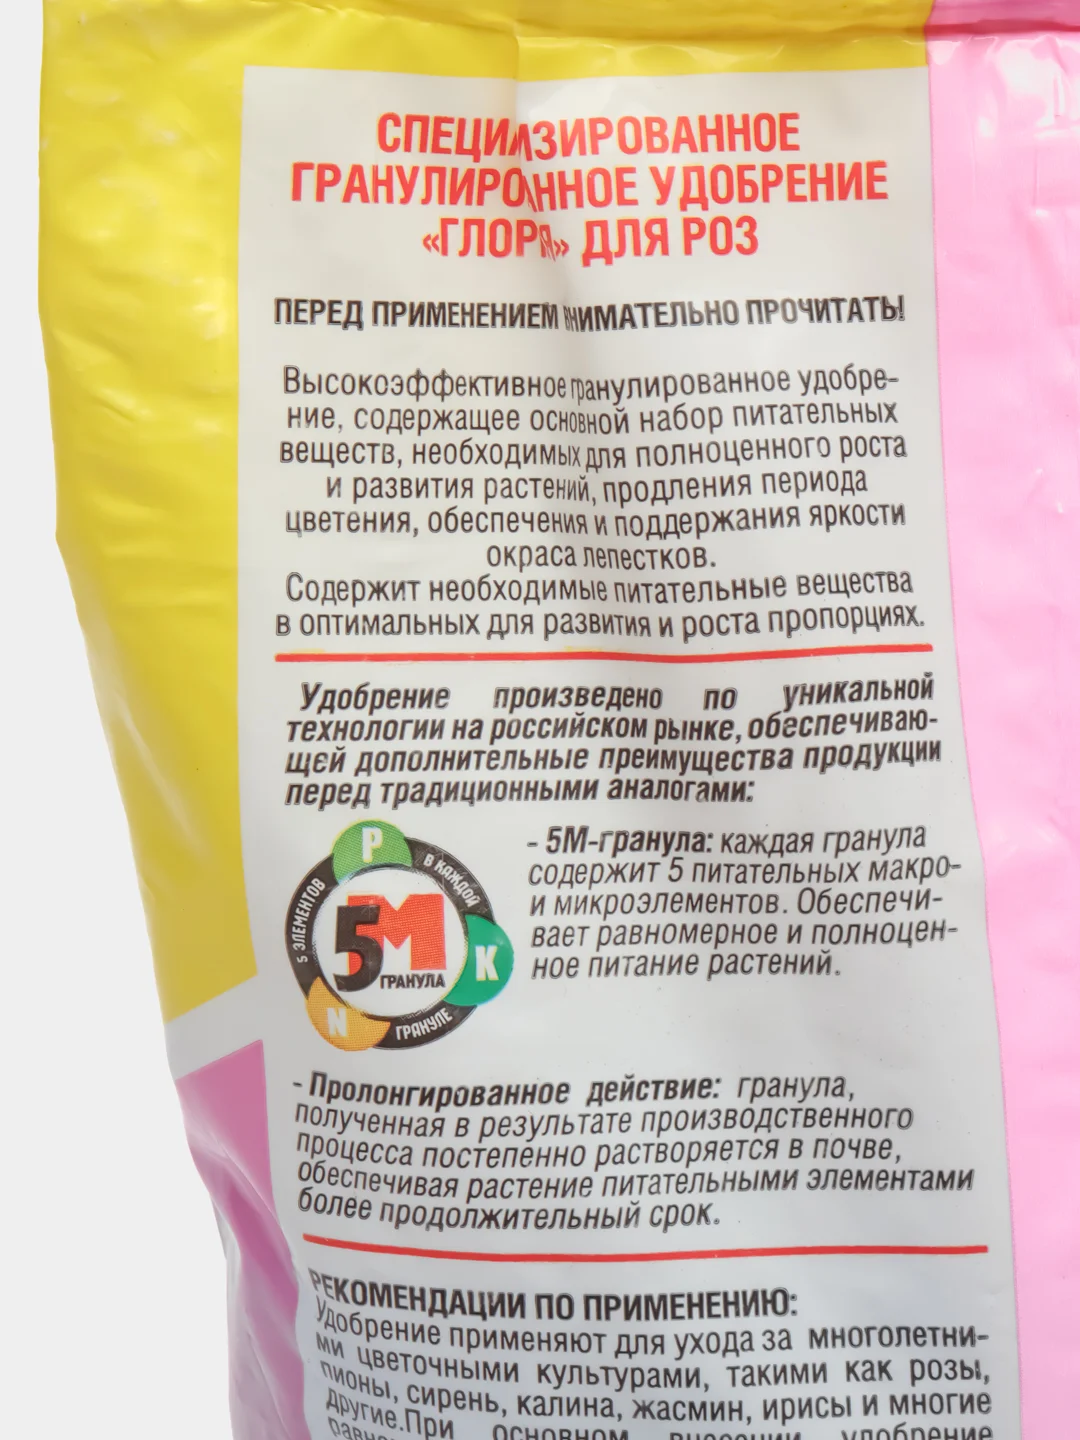 СПЕЦИАЛИЗИРОВАННОЕ
ГРАНУЛИРОВАННОЕ УДОБРЕНИЕ
«ГЛОРИЯ» ДЛЯ РОЗ
ПЕРЕД ПРИМЕНЕНИЕМ ВНИМАТЕЛЬНО ПРОЧИТАТЬ!
Высокоэффективное гранулированное удобре-
ние, содержащее основной набор питательных
веществ, необходимых для полноценного роста
и развития растений, продления периода
цветения, обеспечения и поддержания яркости
окраса лепестков.
Содержит необходимые питательные вещества
в оптимальных для развития и роста пропорциях.
Удобрение произведено по уникальной
технологии на российском рынке, обеспечиваю-
щей дополнительные преимущества продукции
перед традиционными аналогами:
P
K
N
5 ЭЛЕМЕНТОВ
В КАЖДОЙ
ГРАНУЛЕ
5М
ГРАНУЛА
- 5М-гранула: каждая гранула
содержит 5 питательных макро-
и микроэлементов. Обеспечи-
вает равномерное и полноцен-
ное питание растений.
- Пролонгированное действие: гранула,
полученная в результате производственного
процесса постепенно растворяется в почве,
обеспечивая растение питательными элементами
более продолжительный срок.
РЕКОМЕНДАЦИИ ПО ПРИМЕНЕНИЮ:
Удобрение применяют для ухода за многолетни-
ми цветочными культурами, такими как розы,
пионы, сирень, калина, жасмин, ирисы и многие
другие.При основном внесении удобрение